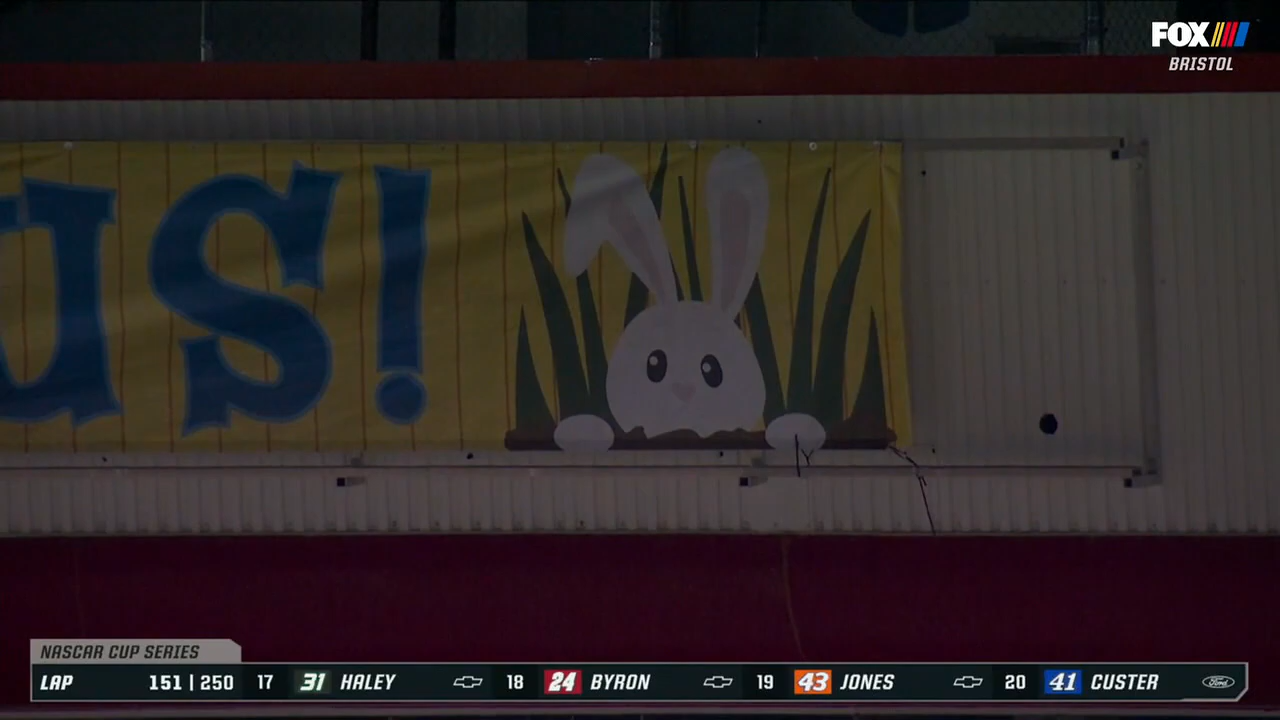 FOX
BRISTOL
US!
NASCAR CUP SERIES
LAP 151 | 250 17 31 HALEY 18 24 BYRON 19 43 JONES 20 41 CUSTER Ford